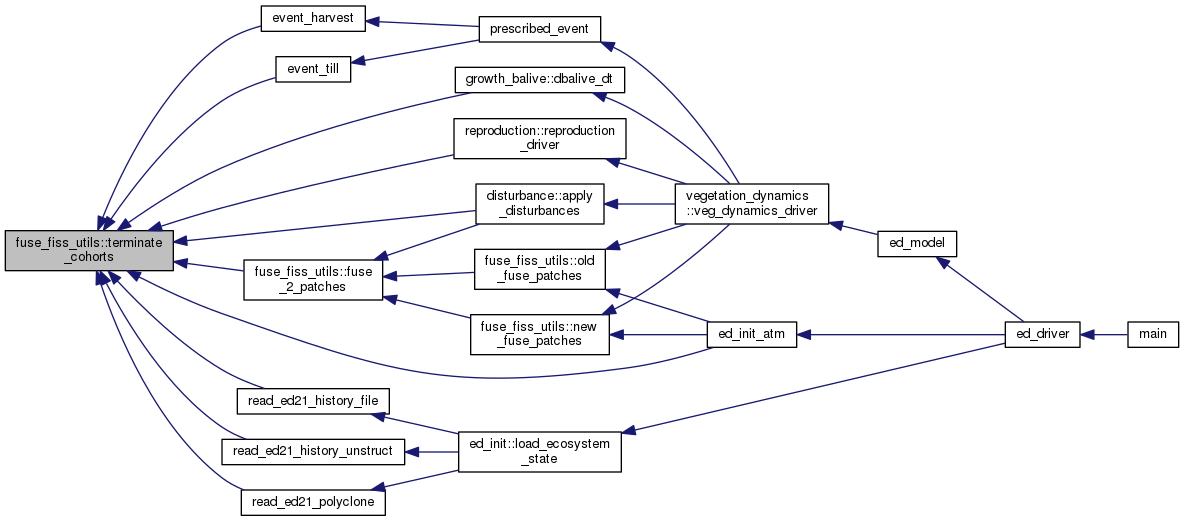 event_harvest
prescribed_event
event_till
growth_balive::dbalive_dt
reproduction::reproduction
_driver
disturbance::apply
_disturbances
vegetation_dynamics
::veg_dynamics_driver
fuse_fiss_utils::terminate
_cohorts
ed_model
fuse_fiss_utils::fuse
_2_patches
fuse_fiss_utils::old
_fuse_patches
fuse_fiss_utils::new
_fuse_patches
ed_init_atm
ed_driver
main
read_ed21_history_file
read_ed21_history_unstruct
ed_init::load_ecosystem
_state
read_ed21_polyclone